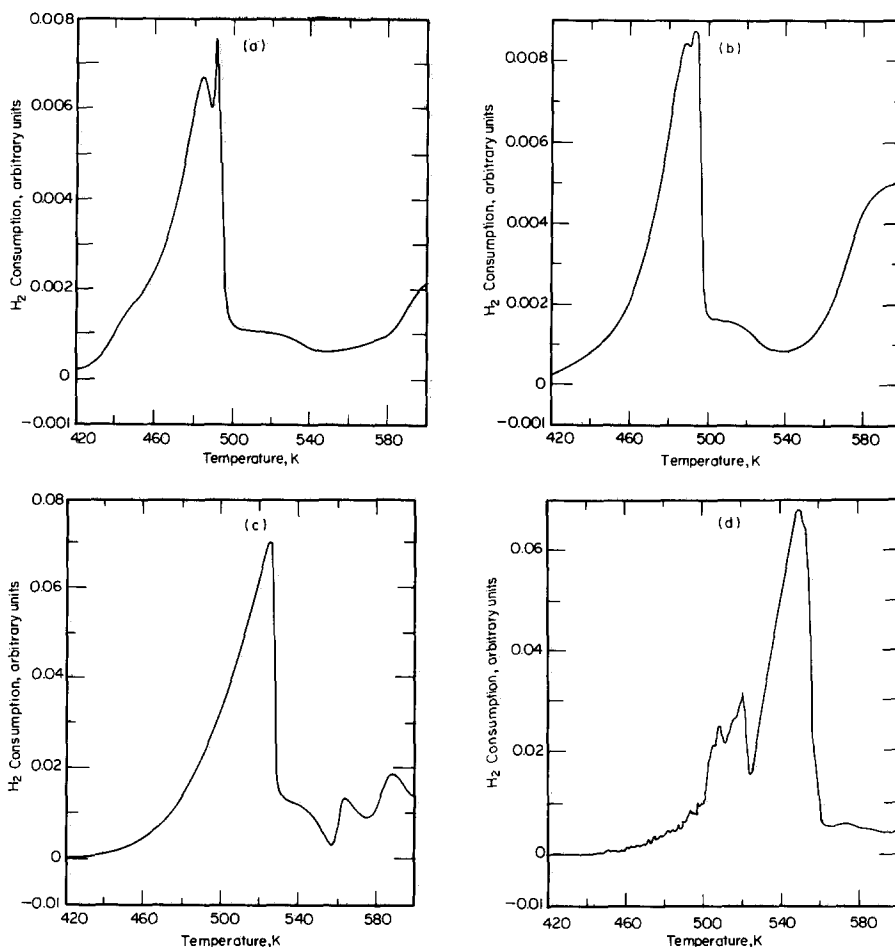 0.008
0.006
0.004
0.002
0
−0.001
H2 Consumption, arbitrary units
(a)
420 460 500 540 580
Temperature, K
0.008
0.006
0.004
0.002
0
−0.001
H2 Consumption, arbitrary units
(b)
420 460 500 540 580
Temperature, K
0.08
0.06
0.04
0.02
0
−0.01
H2 Consumption, arbitrary units
(c)
420 460 500 540 580
Temperature, K
0.06
0.04
0.02
0
−0.01
H2 Consumption, arbitrary units
(d)
420 460 500 540 580
Temperature, K